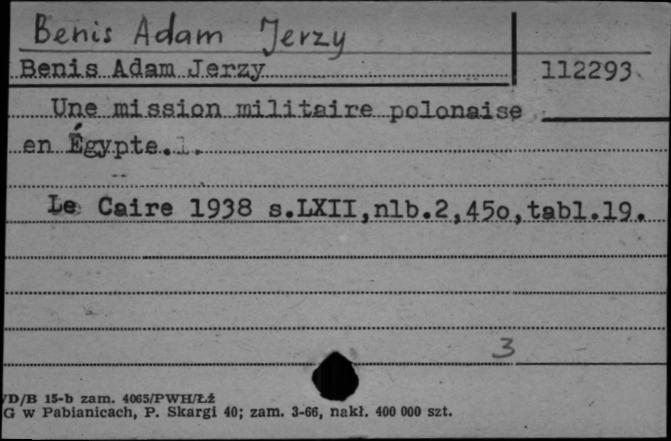 Benis Adam Jerzy
Benis Adam Jerzy 112293
Une mission militaire polonaise
en Égypte.1.
Le Caire 1938 s.LXII,nlb.2,45o,tabl.19.
3
/D/B 15-b zam. 4065/PWH/Łż
G w Pabianicach, P. Skargi 40; zam. 3-66, nakł. 400 000 szt.